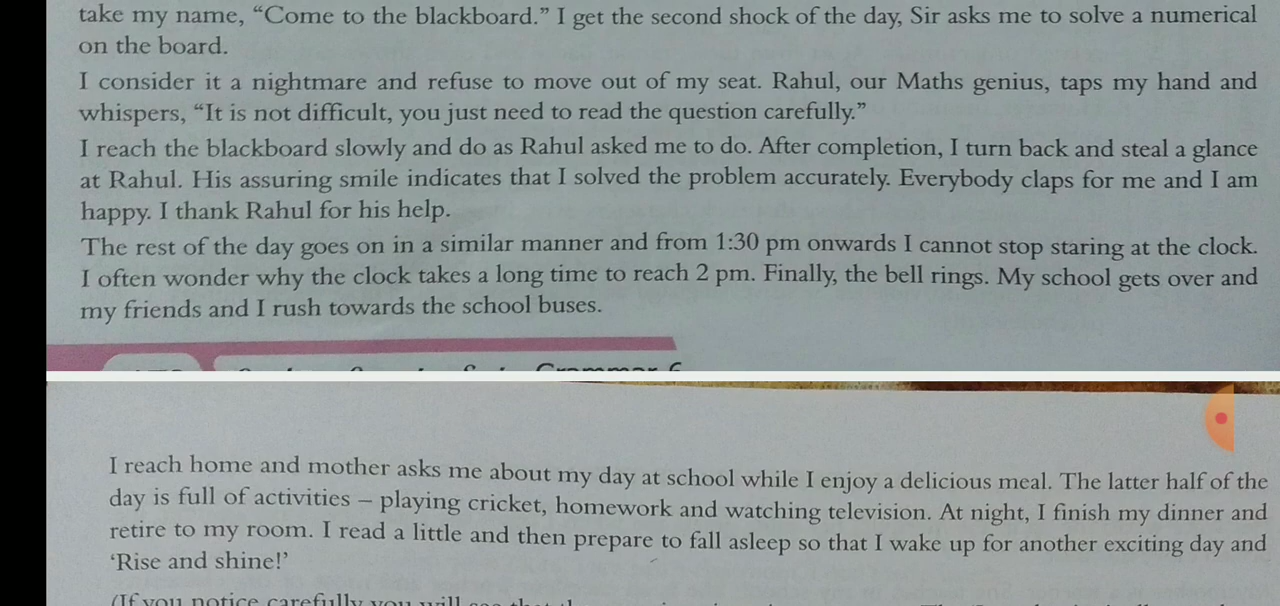 take my name, “Come to the blackboard.” I get the second shock of the day, Sir asks me to solve a numerical
on the board.
I consider it a nightmare and refuse to move out of my seat. Rahul, our Maths genius, taps my hand and
whispers, “It is not difficult, you just need to read the question carefully.”
I reach the blackboard slowly and do as Rahul asked me to do. After completion, I turn back and steal a glance
at Rahul. His assuring smile indicates that I solved the problem accurately. Everybody claps for me and I am
happy. I thank Rahul for his help.
The rest of the day goes on in a similar manner and from 1:30 pm onwards I cannot stop staring at the clock.
I often wonder why the clock takes a long time to reach 2 pm. Finally, the bell rings. My school gets over and
my friends and I rush towards the school buses.
Grammar 6
I reach home and mother asks me about my day at school while I enjoy a delicious meal. The latter half of the
day is full of activities – playing cricket, homework and watching television. At night, I finish my dinner and
retire to my room. I read a little and then prepare to fall asleep so that I wake up for another exciting day and
‘Rise and shine!’
(If you notice carefully you will see that